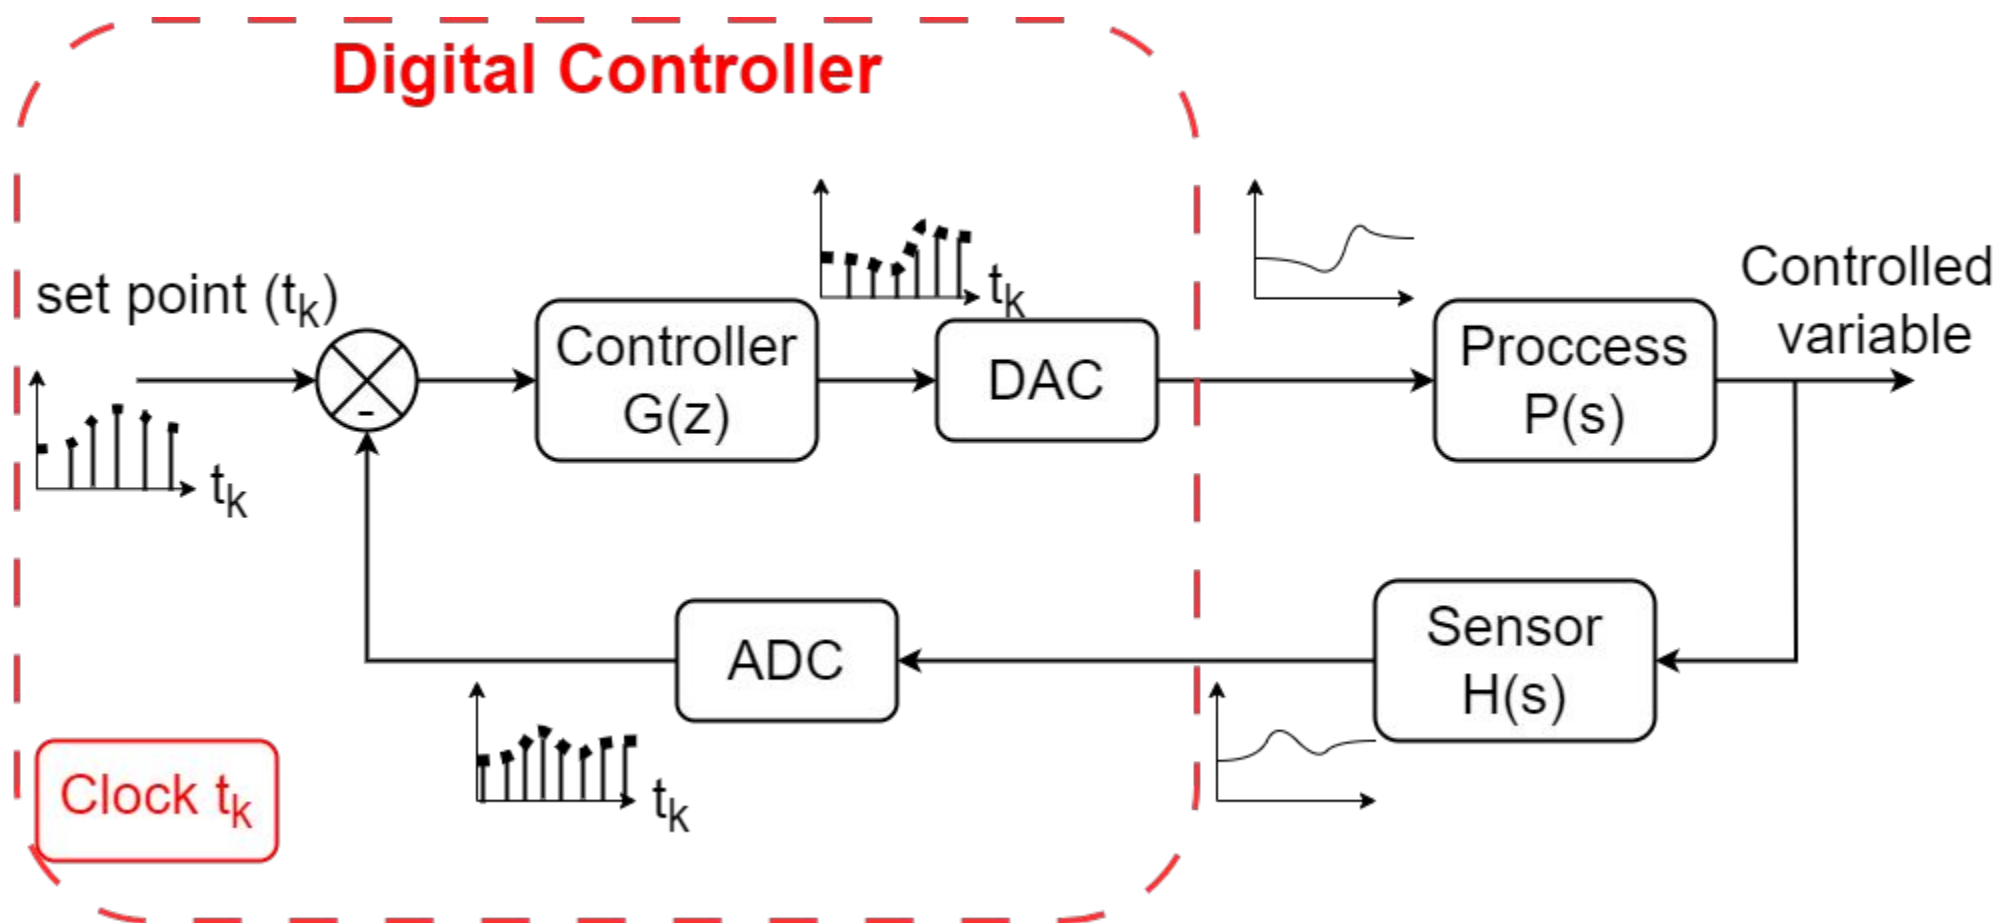 Digital Controller
set point (tk)
tk
-
Controller
G(z)
tk
DAC
Proccess
P(s)
Controlled
variable
Sensor
H(s)
ADC
tk
Clock tk